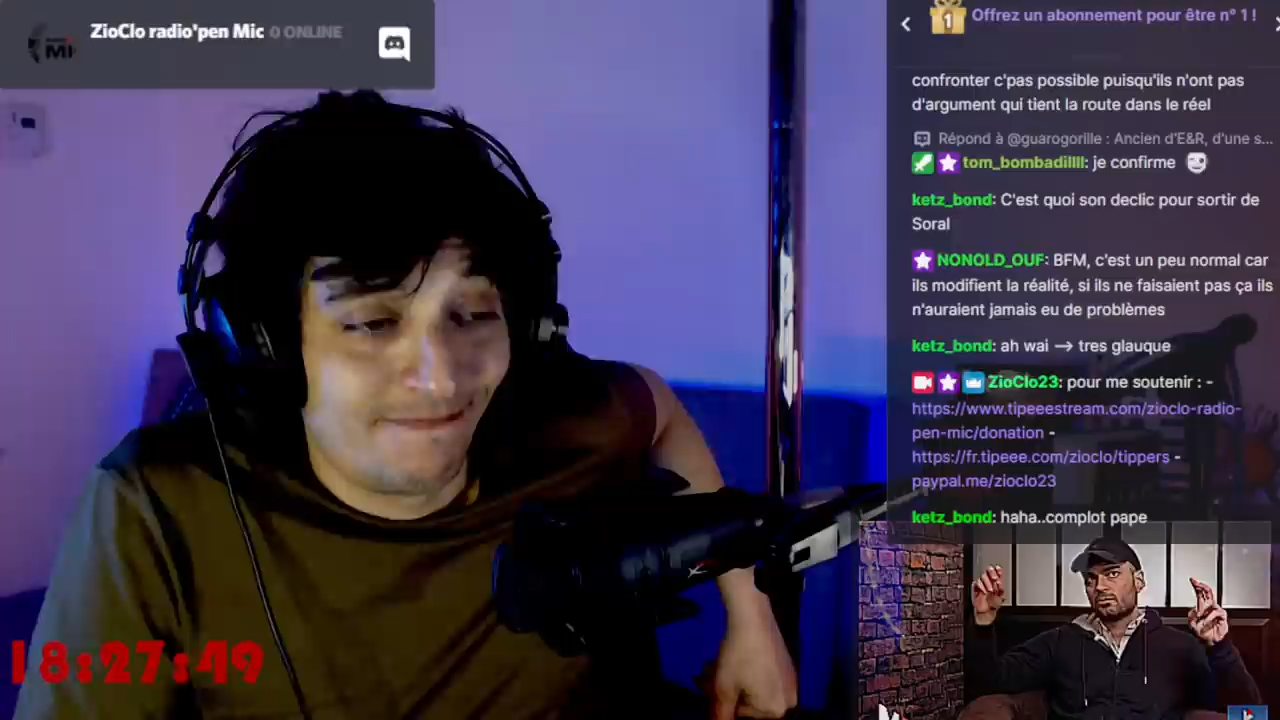 ZioClo radio'pen Mic 0 ONLINE
MI
1
Offrez un abonnement pour être n° 1 !
confronter c'pas possible puisqu'ils n'ont pas
d'argument qui tient la route dans le réel
Répond à @guarogorille : Ancien d'E&R, d'une s...
tom_bombadillll: je confirme
ketz_bond: C'est quoi son declic pour sortir de
Soral
NONOLD_OUF: BFM, c'est un peu normal car
ils modifient la réalité, si ils ne faisaient pas ça ils
n'auraient jamais eu de problèmes
ketz_bond: ah wai --> tres glauque
ZioClo23: pour me soutenir : -
https://www.tipeeestream.com/zioclo-radio-
pen-mic/donation -
https://fr.tipeee.com/zioclo/tippers -
paypal.me/zioclo23
ketz_bond: haha..complot pape
18:27:49